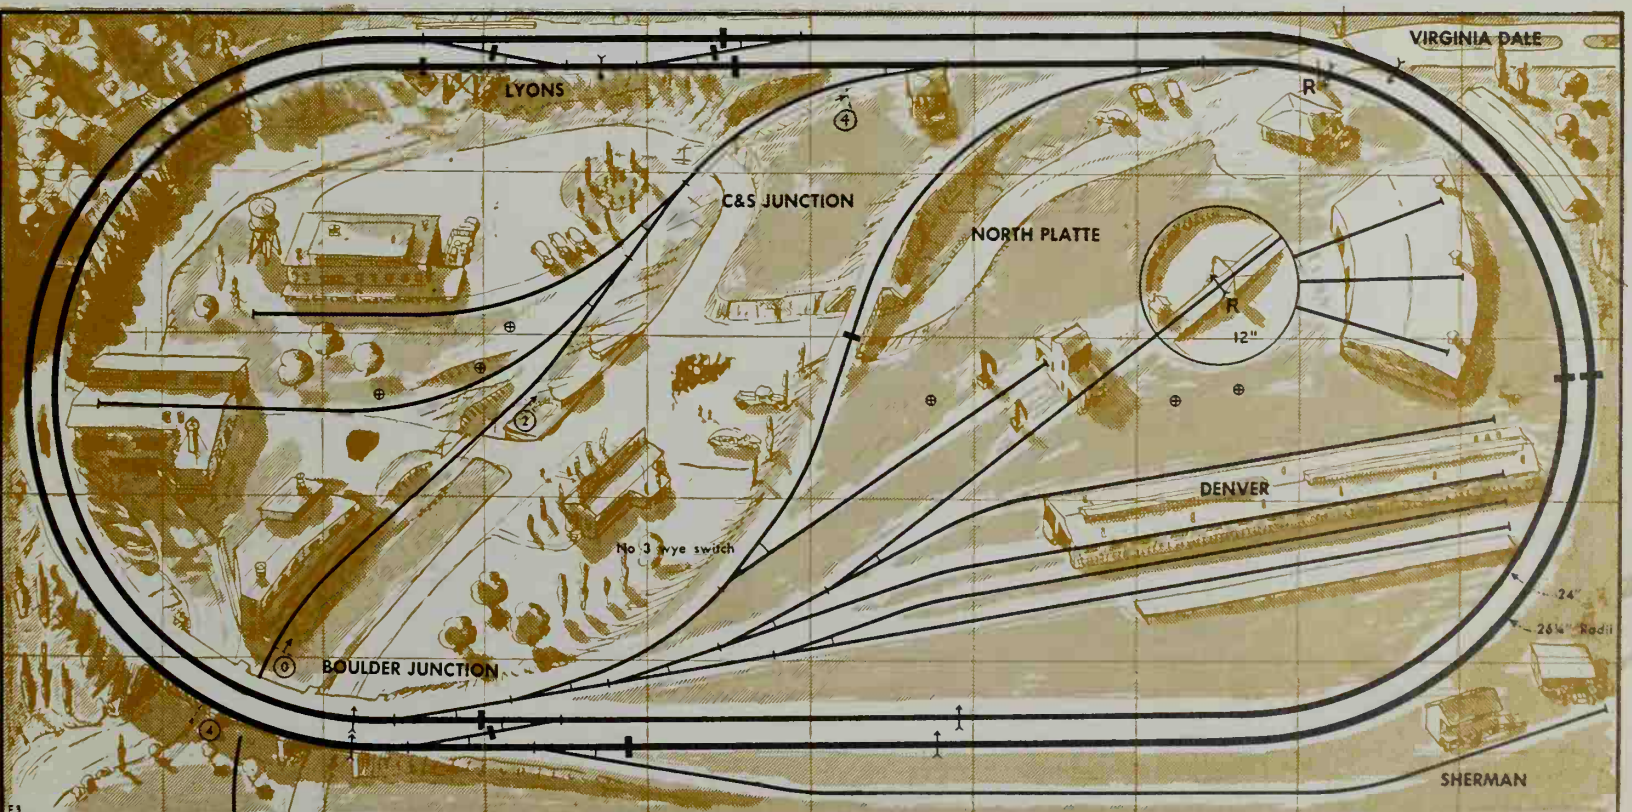 VIRGINIA DALE
LYONS
R
4
C&S JUNCTION
NORTH PLATTE
R
12"
2
DENVER
No 3 wye switch
24"
26¼" Radii
0
BOULDER JUNCTION
4
SHERMAN